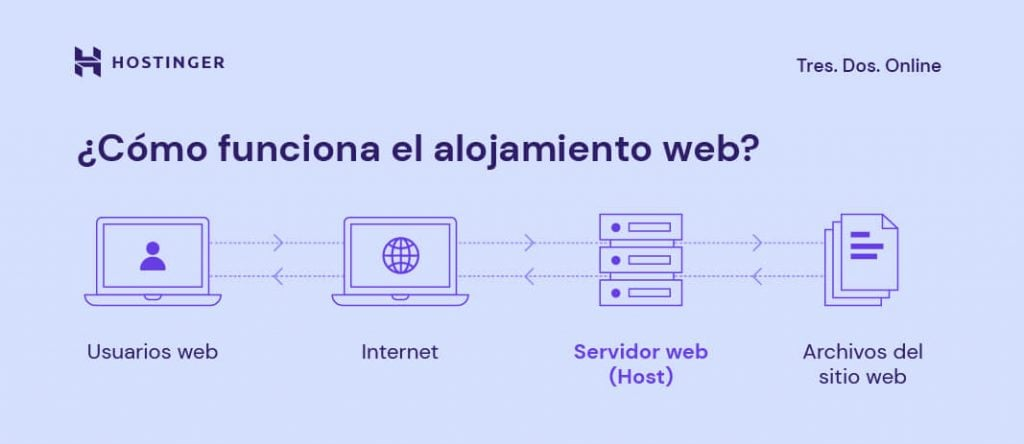 HOSTINGER
Tres. Dos. Online
¿Cómo funciona el alojamiento web?
Usuarios web
Internet
Servidor web
(Host)
Archivos del
sitio web